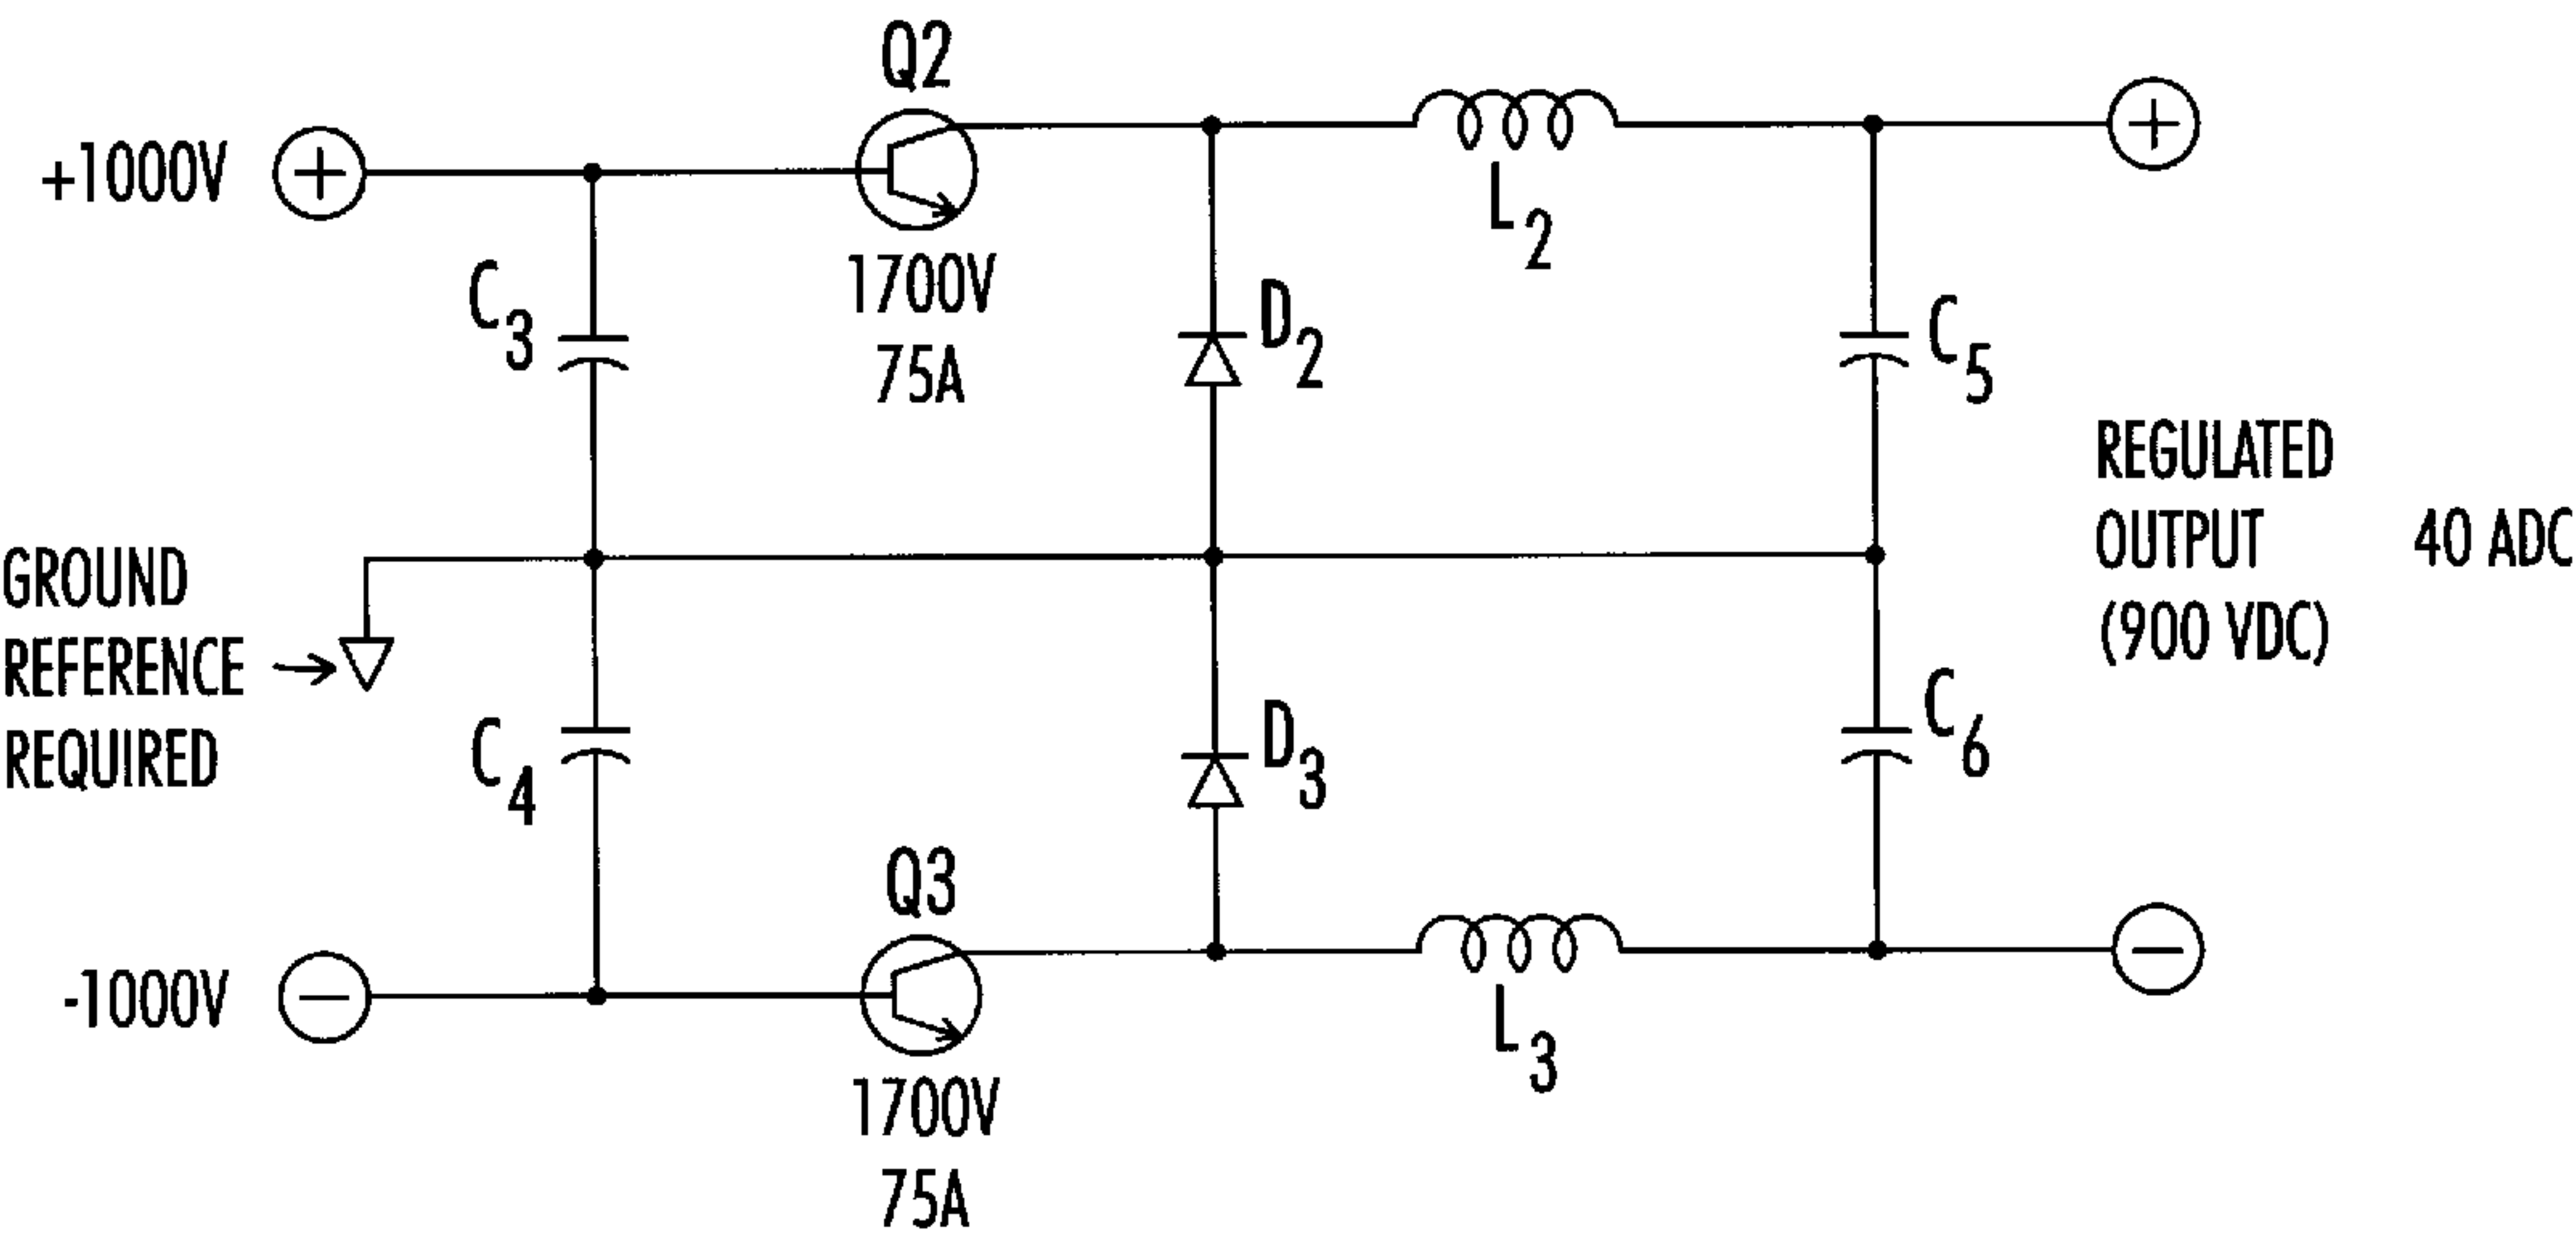 Q2
+1000V
1700V
75A
C3
D2
L2
C5
REGULATED
OUTPUT
(900 VDC)
40 ADC
GROUND
REFERENCE
REQUIRED
C4
D3
C6
Q3
-1000V
1700V
75A
L3